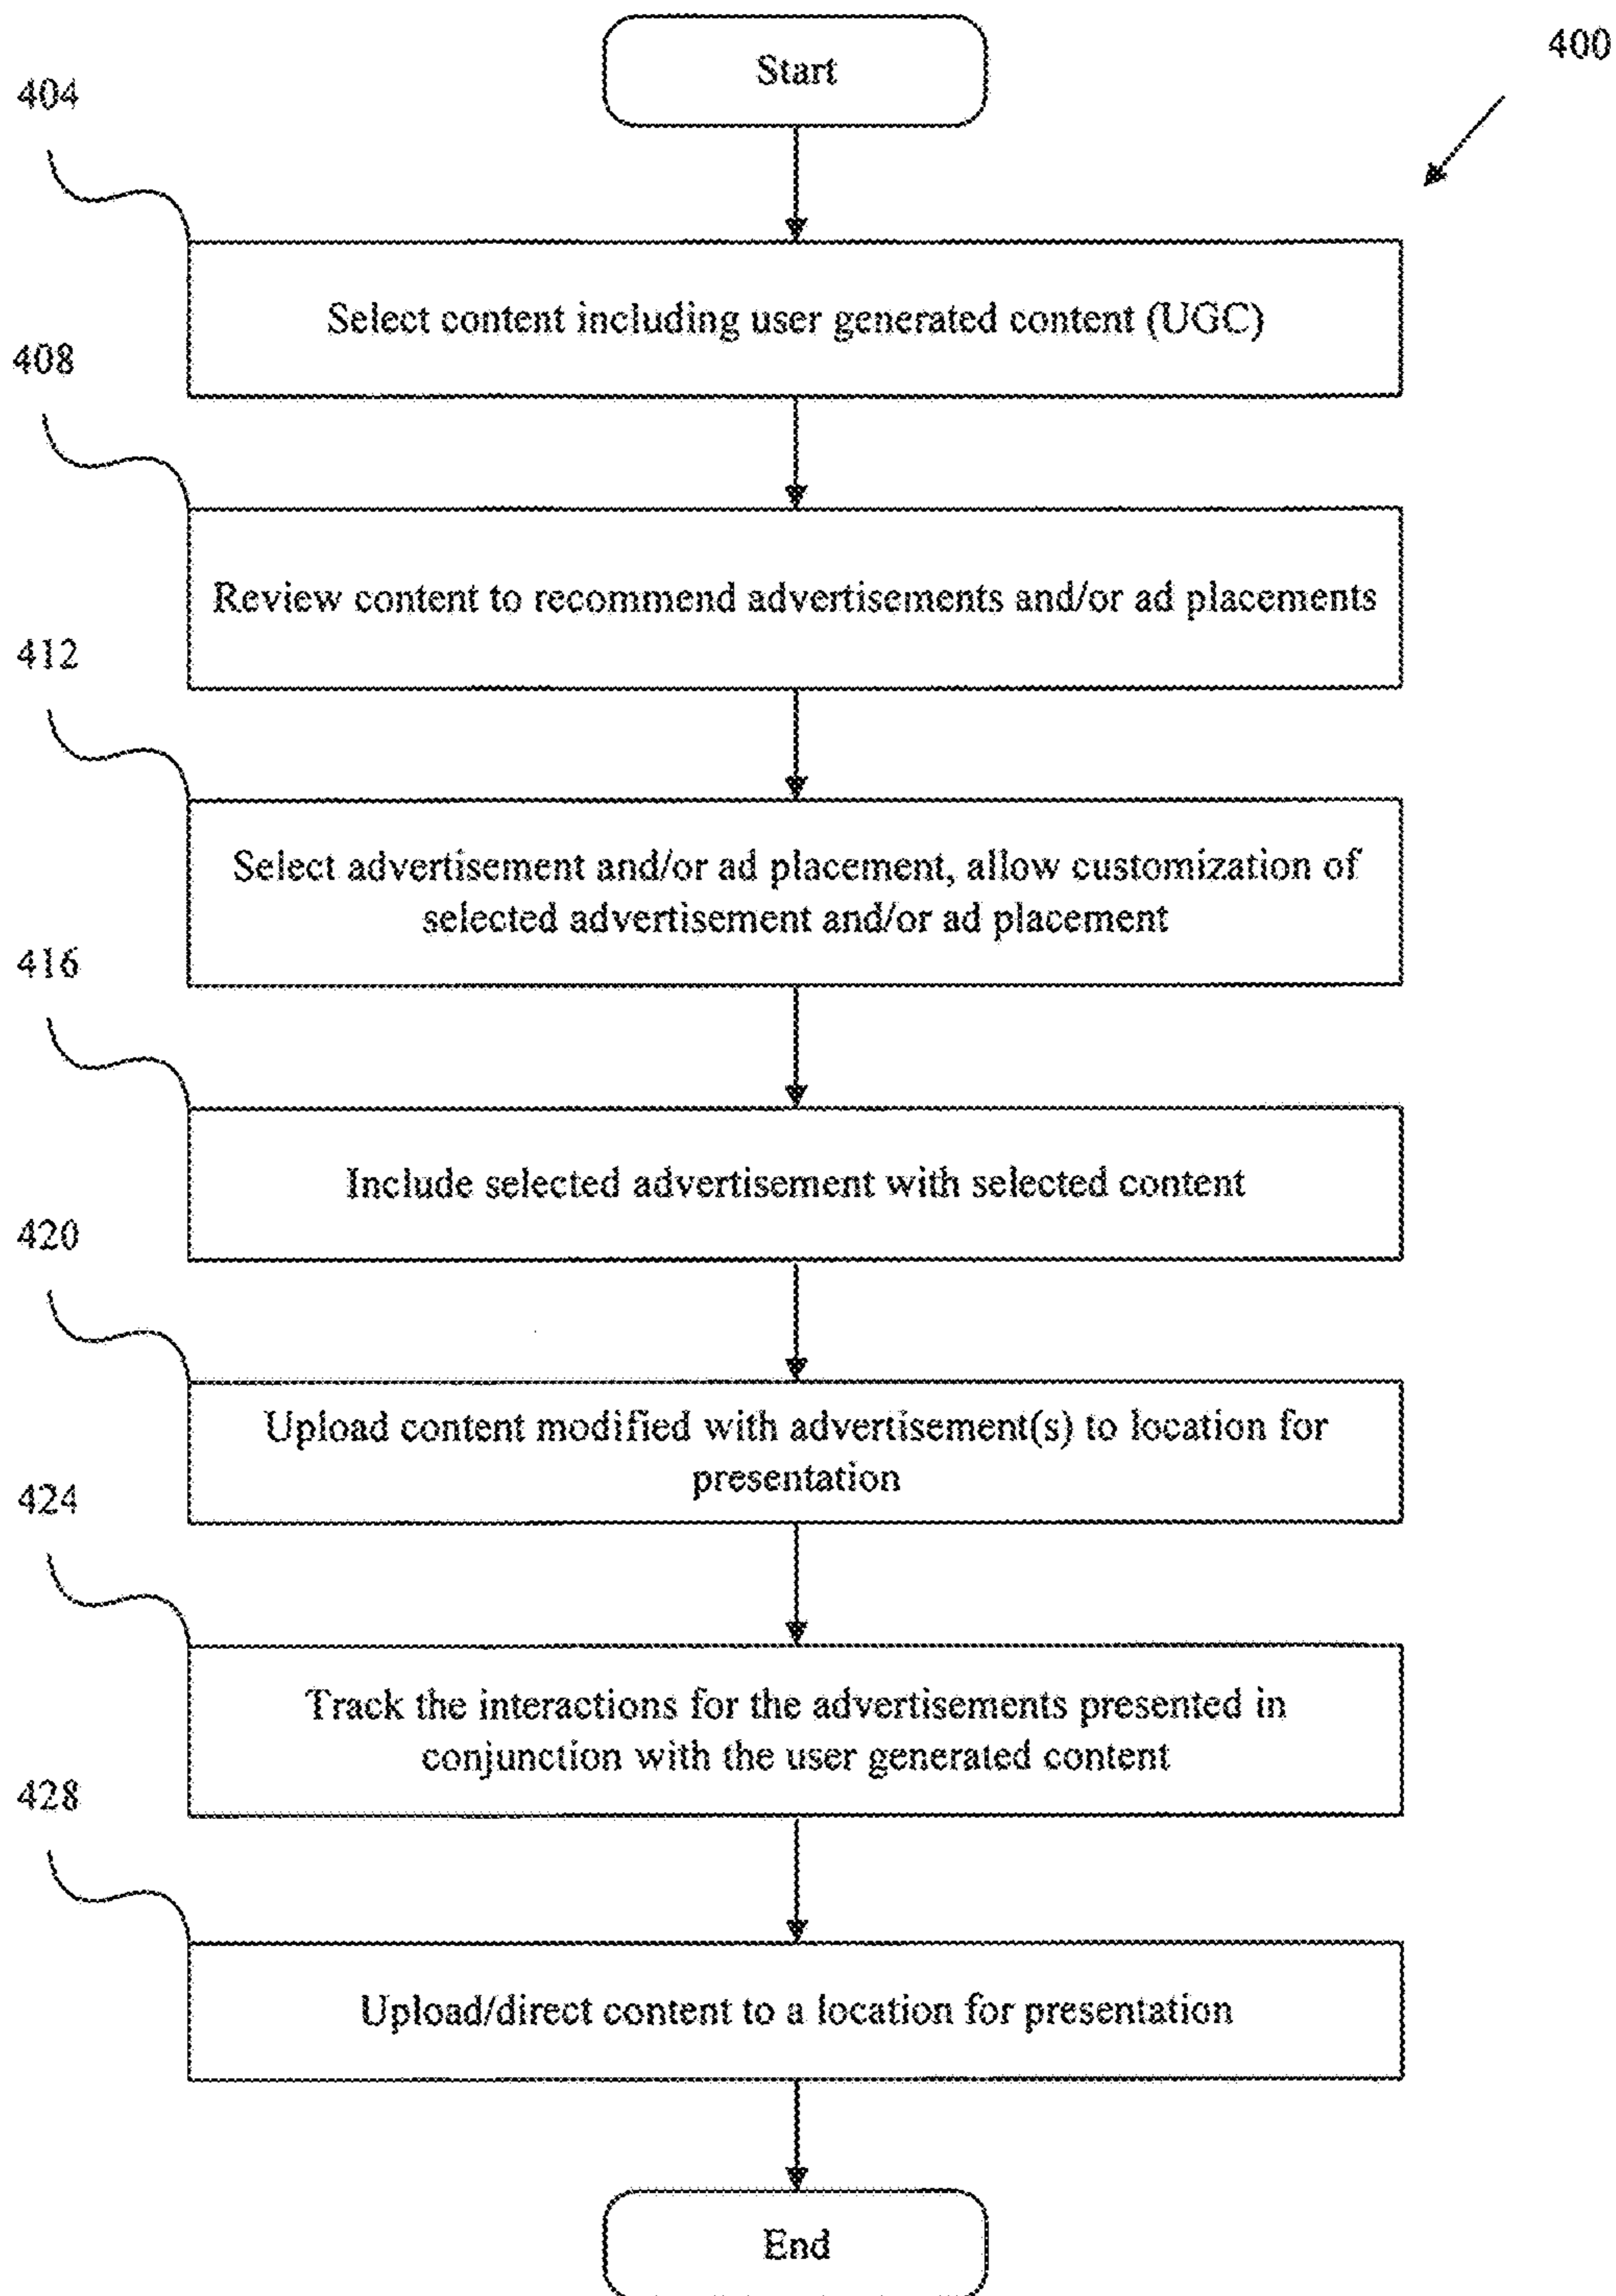 Start
400
404
Select content including user generated content (UGC)
408
Review content to recommend advertisements and/or ad placements
412
Select advertisement and/or ad placement, allow customization of
selected advertisement and/or ad placement
416
Include selected advertisement with selected content
420
Upload content modified with advertisement(s) to location for
presentation
424
Track the interactions for the advertisements presented in
conjunction with the user generated content
428
Upload/direct content to a location for presentation
End